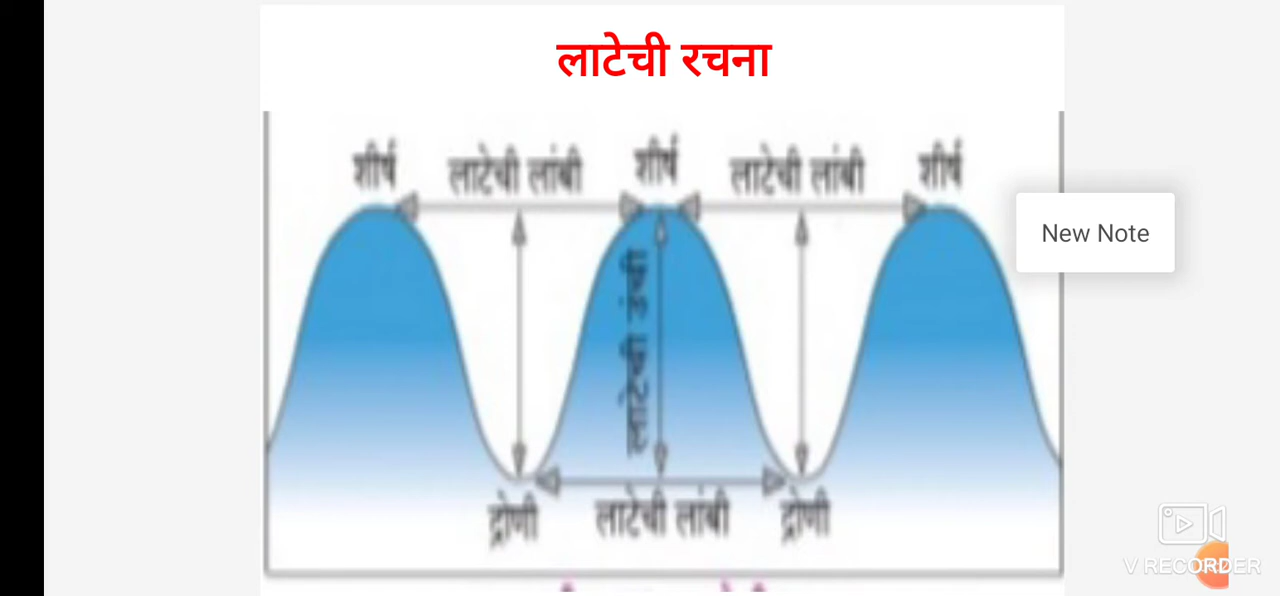 लाटेची रचना
शीर्ष लाटेची लांबी शीर्ष लाटेची लांबी शीर्ष
New Note
लाटेची उंची
द्रोणी लाटेची लांबी द्रोणी
V RECORDER